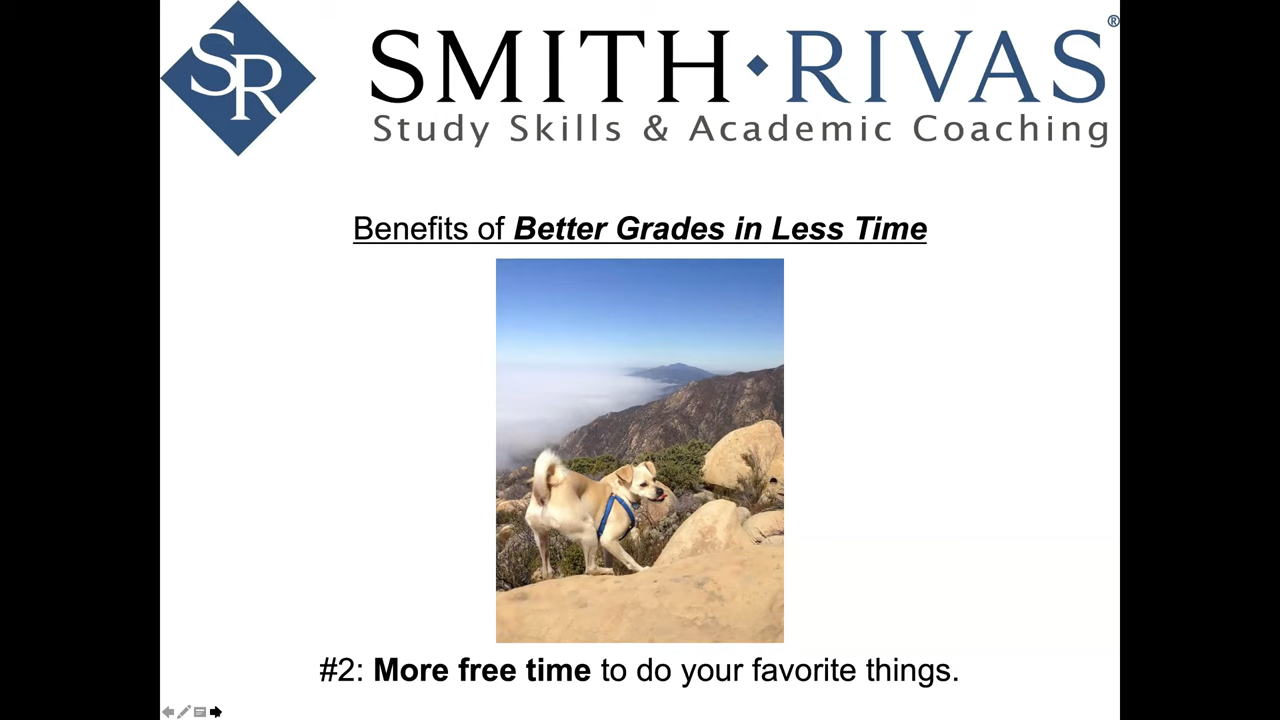 SR
SMITH RIVAS®
Study Skills & Academic Coaching
Benefits of Better Grades in Less Time
#2: More free time to do your favorite things.